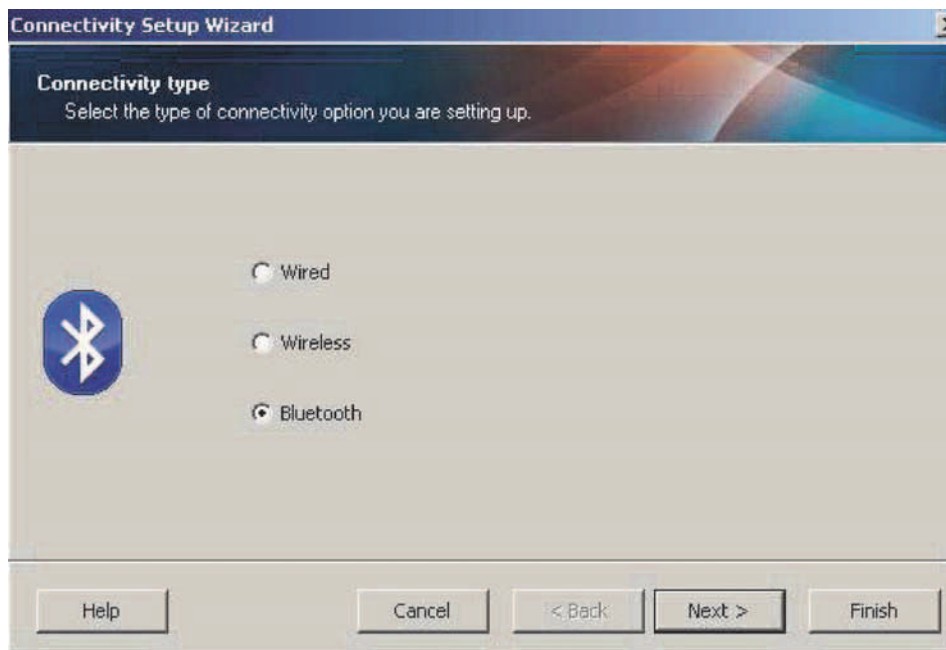 Connectivity Setup Wizard
Connectivity type
Select the type of connectivity option you are setting up.
Wired
Wireless
Bluetooth
Help Cancel < Back Next > Finish